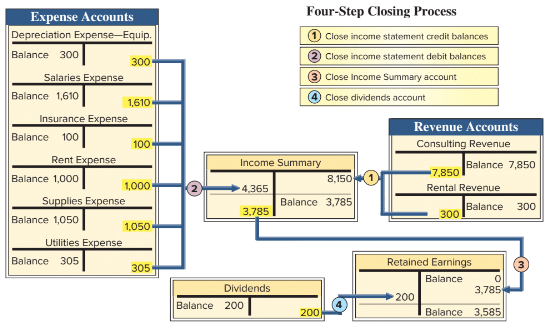 Expense Accounts
Depreciation Expense—Equip.
Balance 300
300
Salaries Expense
Balance 1,610
1,610
Insurance Expense
Balance 100
100
Rent Expense
Balance 1,000
1,000
Supplies Expense
Balance 1,050
1,050
Utilities Expense
Balance 305
305
Four-Step Closing Process
1 Close income statement credit balances
2 Close income statement debit balances
3 Close Income Summary account
4 Close dividends account
2
Income Summary
8,150
4,365
Balance 3,785
3,785
1
Revenue Accounts
Consulting Revenue
7,850 Balance 7,850
Rental Revenue
300 Balance 300
3
Dividends
Balance 200
200
4
Retained Earnings
Balance 0
3,785
200
Balance 3,585